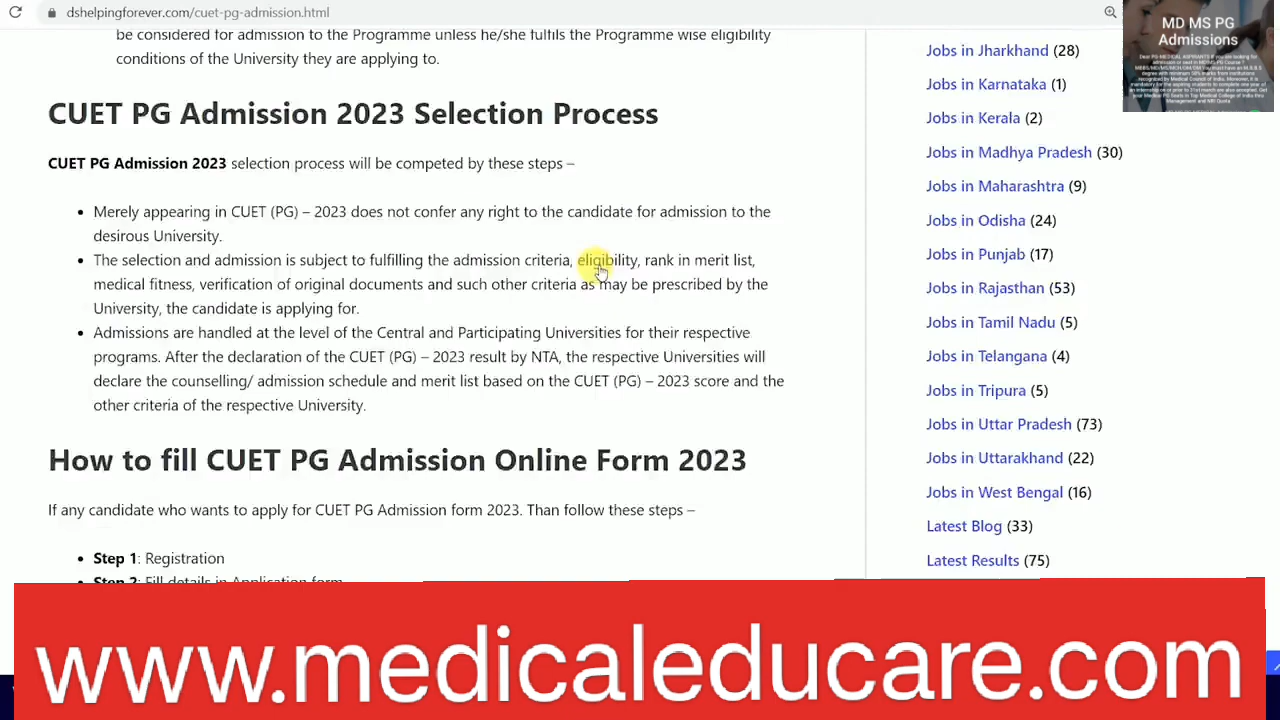 dshelpingforever.com/cuet-pg-admission.html
be considered for admission to the Programme unless he/she fulfils the Programme wise eligibility
conditions of the University they are applying to.
CUET PG Admission 2023 Selection Process
CUET PG Admission 2023 selection process will be competed by these steps –
Merely appearing in CUET (PG) – 2023 does not confer any right to the candidate for admission to the
desirous University.
The selection and admission is subject to fulfilling the admission criteria, eligibility, rank in merit list,
medical fitness, verification of original documents and such other criteria as may be prescribed by the
University, the candidate is applying for.
Admissions are handled at the level of the Central and Participating Universities for their respective
programs. After the declaration of the CUET (PG) – 2023 result by NTA, the respective Universities will
declare the counselling/ admission schedule and merit list based on the CUET (PG) – 2023 score and the
other criteria of the respective University.
How to fill CUET PG Admission Online Form 2023
If any candidate who wants to apply for CUET PG Admission form 2023. Than follow these steps –
Step 1: Registration
Step 2: Fill details in Application form
MD MS PG
Admissions
Jobs in Jharkhand (28)
Jobs in Karnataka (1)
Jobs in Kerala (2)
Jobs in Madhya Pradesh (30)
Jobs in Maharashtra (9)
Jobs in Odisha (24)
Jobs in Punjab (17)
Jobs in Rajasthan (53)
Jobs in Tamil Nadu (5)
Jobs in Telangana (4)
Jobs in Tripura (5)
Jobs in Uttar Pradesh (73)
Jobs in Uttarakhand (22)
Jobs in West Bengal (16)
Latest Blog (33)
Latest Results (75)
www.medicaleducare.com